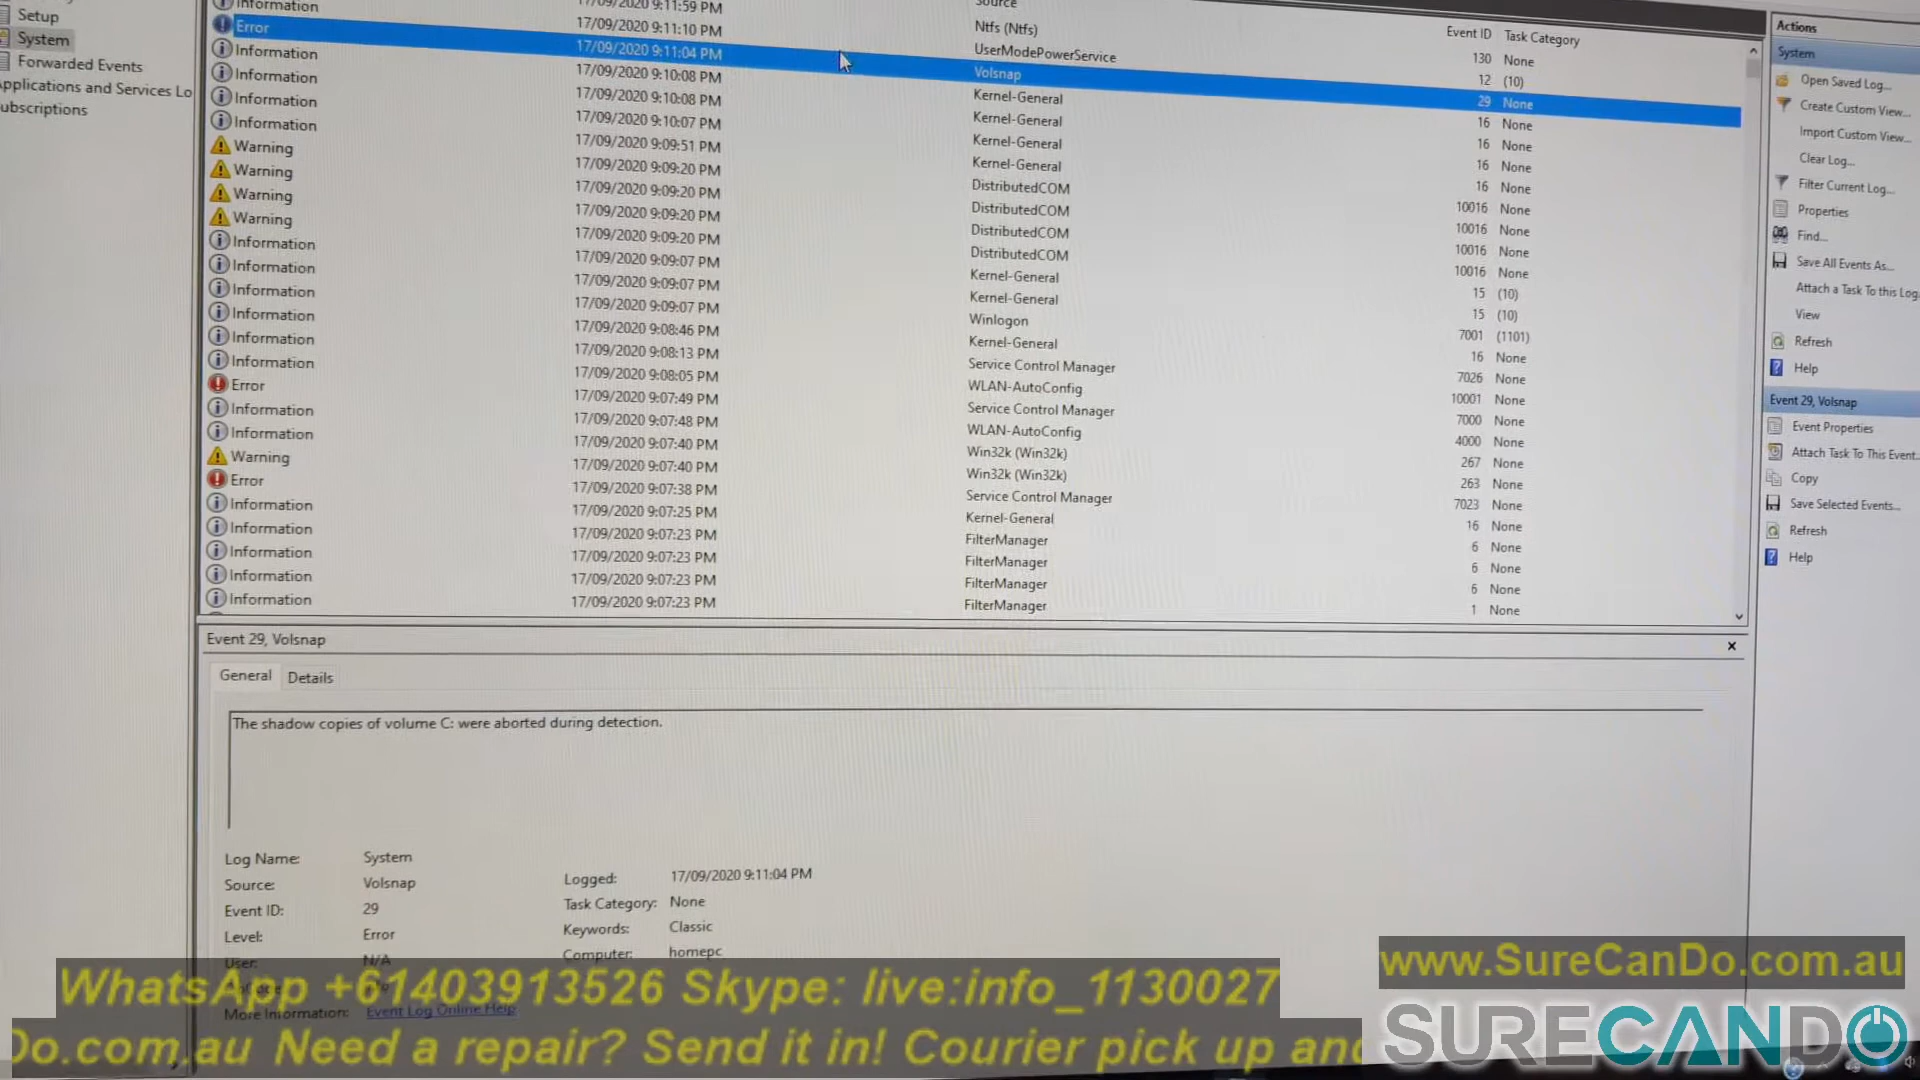 Setup
System
Forwarded Events
Applications and Services Lo
ubscriptions
Information 17/09/2020 9:11:59 PM Source Event ID Task Category
Error 17/09/2020 9:11:10 PM Ntfs (Ntfs) 130 None
Information 17/09/2020 9:11:04 PM UserModePowerService 12 (10)
Information 17/09/2020 9:10:08 PM Volsnap 29 None
Information 17/09/2020 9:10:08 PM Kernel-General 16 None
Information 17/09/2020 9:10:07 PM Kernel-General 16 None
Warning 17/09/2020 9:09:51 PM Kernel-General 16 None
Warning 17/09/2020 9:09:20 PM Kernel-General 16 None
Warning 17/09/2020 9:09:20 PM DistributedCOM 10016 None
Warning 17/09/2020 9:09:20 PM DistributedCOM 10016 None
Information 17/09/2020 9:09:20 PM DistributedCOM 10016 None
Information 17/09/2020 9:09:07 PM DistributedCOM 10016 None
Information 17/09/2020 9:09:07 PM Kernel-General 15 (10)
Information 17/09/2020 9:09:07 PM Kernel-General 15 (10)
Information 17/09/2020 9:08:46 PM Winlogon 7001 (1101)
Information 17/09/2020 9:08:13 PM Kernel-General 16 None
Error 17/09/2020 9:08:05 PM Service Control Manager 7026 None
Information 17/09/2020 9:07:49 PM WLAN-AutoConfig 10001 None
Information 17/09/2020 9:07:48 PM Service Control Manager 7000 None
Warning 17/09/2020 9:07:40 PM WLAN-AutoConfig 4000 None
Error 17/09/2020 9:07:40 PM Win32k (Win32k) 267 None
Information 17/09/2020 9:07:38 PM Win32k (Win32k) 263 None
Information 17/09/2020 9:07:25 PM Service Control Manager 7023 None
Information 17/09/2020 9:07:23 PM Kernel-General 16 None
Information 17/09/2020 9:07:23 PM FilterManager 6 None
Information 17/09/2020 9:07:23 PM FilterManager 6 None
17/09/2020 9:07:23 PM FilterManager 6 None
FilterManager 1 None
Event 29, Volsnap
General Details
The shadow copies of volume C: were aborted during detection.
Log Name: System
Source: Volsnap Logged: 17/09/2020 9:11:04 PM
Event ID: 29 Task Category: None
Level: Error Keywords: Classic
User: N/A Computer: homepc
More Information: Event Log Online Help
Actions
System
Open Saved Log...
Create Custom View...
Import Custom View...
Clear Log...
Filter Current Log...
Properties
Find...
Save All Events As...
Attach a Task To this Log
View
Refresh
Help
Event 29, Volsnap
Event Properties
Attach Task To This Event..
Copy
Save Selected Events...
Refresh
Help
WhatsApp +61403913526 Skype: live:info_1130027
Do.com.au Need a repair? Send it in! Courier pick up and
www.SureCanDo.com.au
SURECANDO